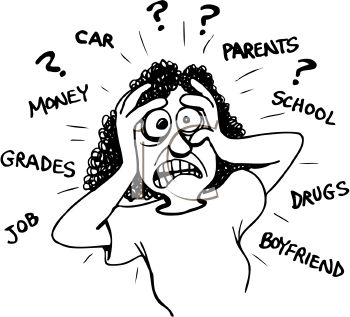 ?
?
CAR
PARENTS
?
?
MONEY
SCHOOL
GRADES
DRUGS
JOB
BOYFRIEND